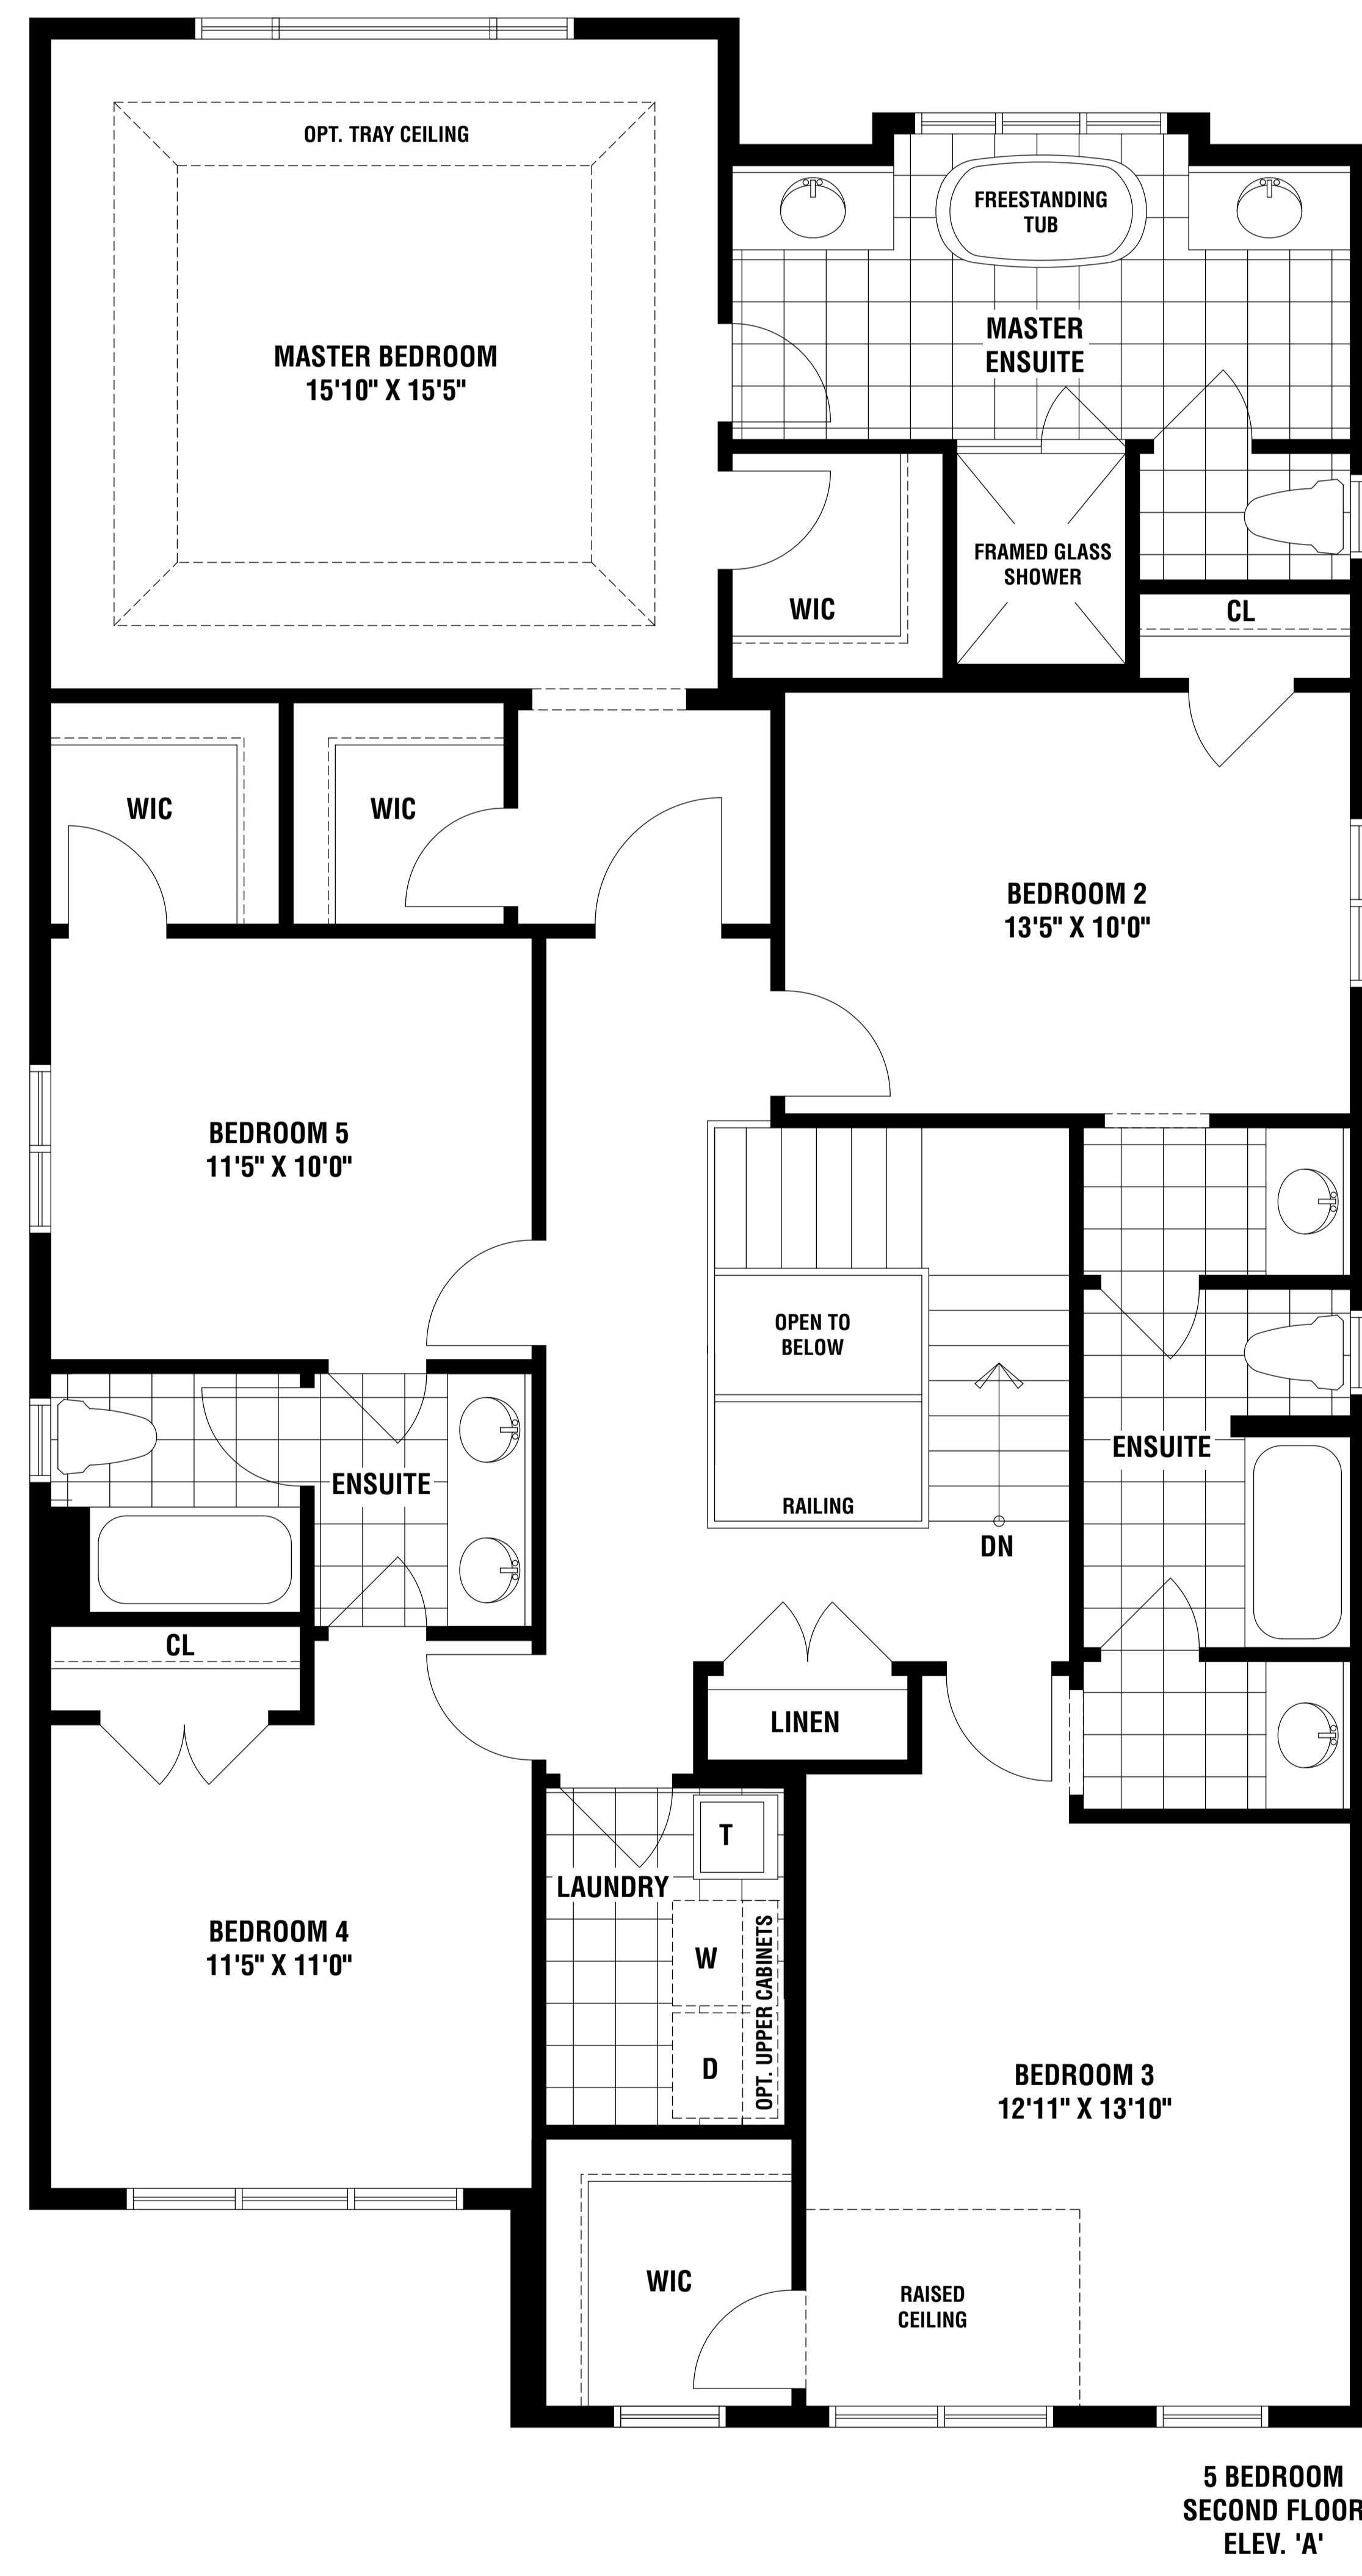 OPT. TRAY CEILING
FREESTANDING
TUB
MASTER BEDROOM
15'10" X 15'5"
MASTER
ENSUITE
FRAMED GLASS
SHOWER
WIC
CL
WIC
WIC
BEDROOM 2
13'5" X 10'0"
BEDROOM 5
11'5" X 10'0"
OPEN TO
BELOW
RAILING
DN
ENSUITE
ENSUITE
CL
LINEN
T
LAUNDRY
W
D
OPT. UPPER CABINETS
BEDROOM 4
11'5" X 11'0"
BEDROOM 3
12'11" X 13'10"
WIC
RAISED
CEILING
5 BEDROOM
SECOND FLOOR
ELEV. 'A'